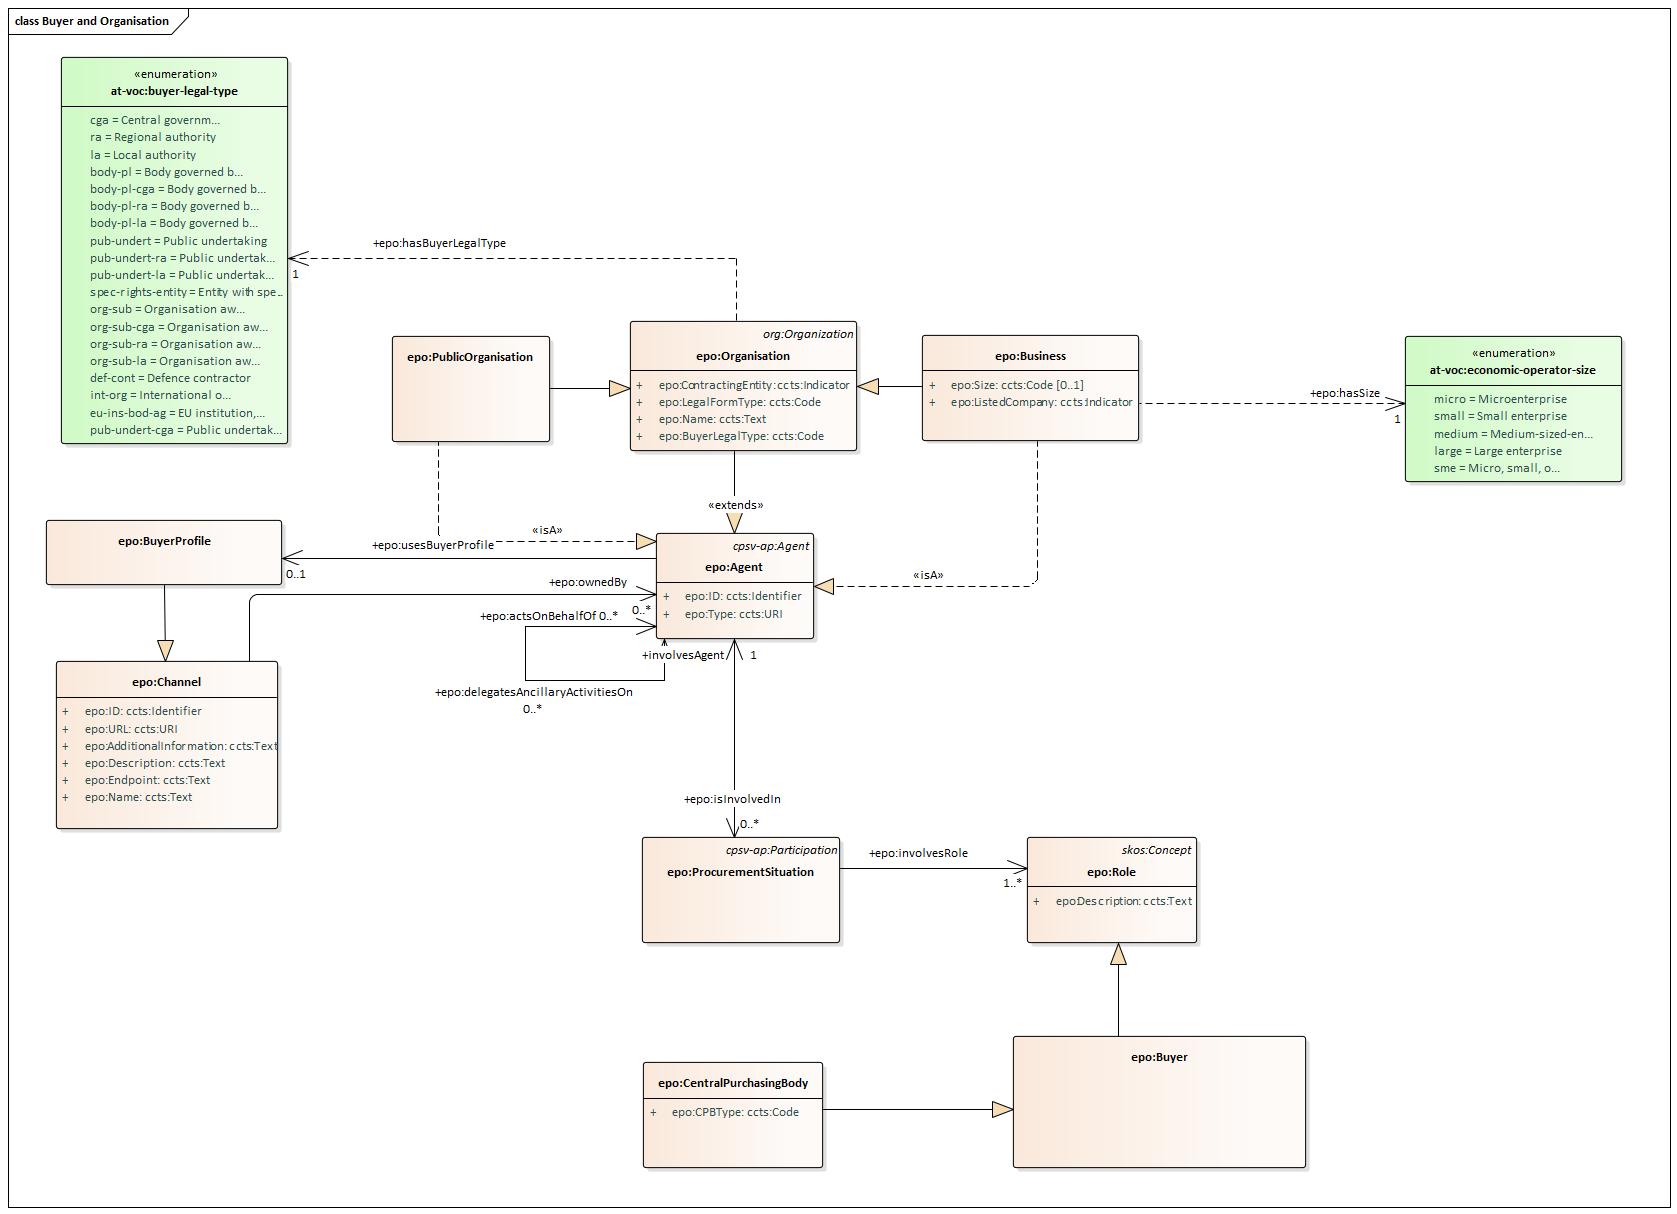 class Buyer and Organisation
«enumeration»
at-voc:buyer-legal-type
cga = Central governm...
ra = Regional authority
la = Local authority
body-pl = Body governed b...
body-pl-cga = Body governed b...
body-pl-ra = Body governed b...
body-pl-la = Body governed b...
pub-undert = Public undertaking
pub-undert-ra = Public undertak...
pub-undert-la = Public undertak...
spec-rights-entity = Entity with spe...
org-sub = Organisation aw...
org-sub-cga = Organisation aw...
org-sub-ra = Organisation aw...
org-sub-la = Organisation aw...
def-cont = Defence contractor
int-org = International o...
eu-ins-bod-ag = EU institution,...
pub-undert-cga = Public undertak...
+epo:hasBuyerLegalType
1
epo:PublicOrganisation
org:Organization
epo:Organisation
+ epo:ContractingEntity: ccts:Indicator
+ epo:LegalFormType: ccts:Code
+ epo:Name: ccts:Text
+ epo:BuyerLegalType: ccts:Code
epo:Business
+ epo:Size: ccts:Code [0..1]
+ epo:ListedCompany: ccts:Indicator
+epo:hasSize
1
«enumeration»
at-voc:economic-operator-size
micro = Microenterprise
small = Small enterprise
medium = Medium-sized-en...
large = Large enterprise
sme = Micro, small, o...
«extends»
«isA»
epo:BuyerProfile
+epo:usesBuyerProfile
0..1
cpsv-ap:Agent
epo:Agent
+ epo:ID: ccts:Identifier
+ epo:Type: ccts:URI
«isA»
+epo:ownedBy
0..*
+epo:actsOnBehalfOf 0..*
+involvesAgent
1
+epo:delegatesAncillaryActivitiesOn
0..*
epo:Channel
+ epo:ID: ccts:Identifier
+ epo:URL: ccts:URI
+ epo:AdditionalInformation: ccts:Text
+ epo:Description: ccts:Text
+ epo:Endpoint: ccts:Text
+ epo:Name: ccts:Text
+epo:isInvolvedIn
0..*
cpsv-ap:Participation
epo:ProcurementSituation
+epo:involvesRole
1..*
skos:Concept
epo:Role
+ epo:Description: ccts:Text
epo:Buyer
epo:CentralPurchasingBody
+ epo:CPBType: ccts:Code